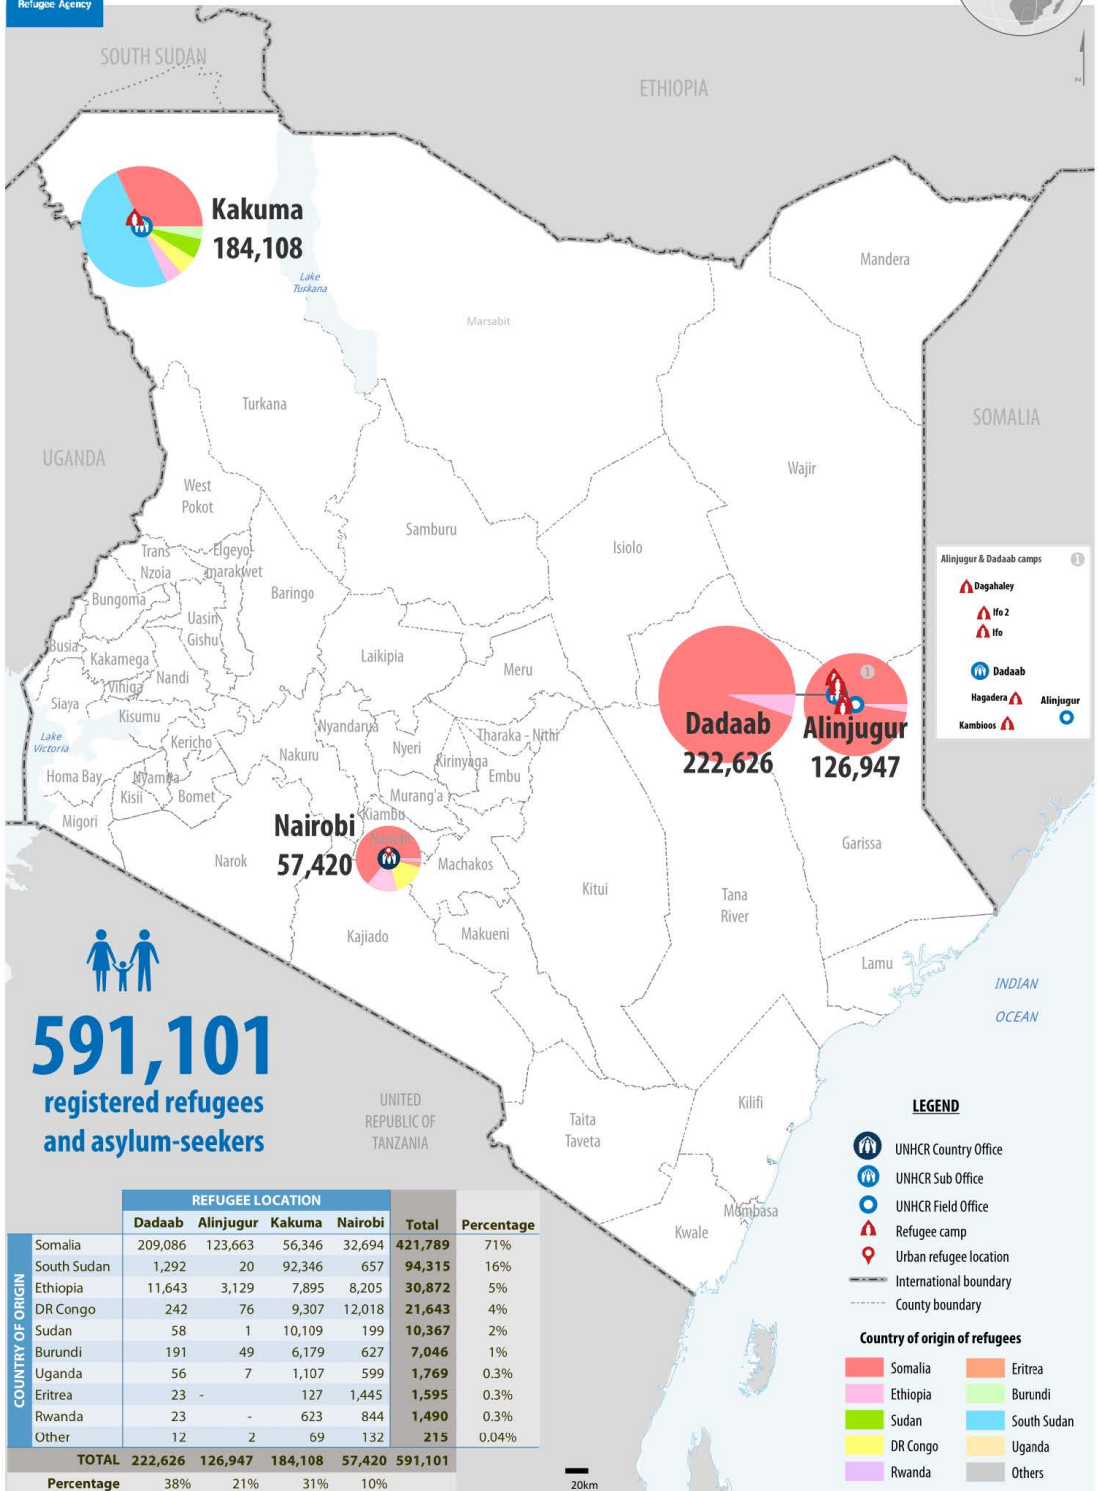 Refugee Agency
SOUTH SUDAN
ETHIOPIA
z
Kakuma
184,108
Lake
Turkana
Marsabit
Mandera
Turkana
SOMALIA
UGANDA
Wajir
West
Pokot
Samburu
Isiolo
Trans
Nzoia
Elgeyo-
marakwet
Baringo
Bungoma
Uasin
Gishu
Busia
Kakamega
Laikipia
Meru
Nandi
Vihiga
Siaya
Kisumu
Lake
Victoria
Kericho
Nyandarua
Nakuru
Nyeri
Tharaka - Nithi
Kirinyaga
Embu
Homa Bay
Nyamira
Kisii
Bomet
Murang'a
Migori
Kiambu
Nairobi
57,420
Nairobi
Narok
Machakos
Kitui
Garissa
Tana
River
Kajiado
Makueni
Lamu
1
Dadaab
222,626
Alinjugur
126,947
Alinjugur & Dadaab camps
1
Dagahaley
Ifo 2
Ifo
Dadaab
Hagadera
Alinjugur
Kambioos
INDIAN
OCEAN
591,101
registered refugees
and asylum-seekers
UNITED
REPUBLIC OF
TANZANIA
Taita
Taveta
Kilifi
Mombasa
Kwale
LEGEND
UNHCR Country Office
UNHCR Sub Office
UNHCR Field Office
Refugee camp
Urban refugee location
International boundary
County boundary
Country of origin of refugees
Somalia
Eritrea
Ethiopia
Burundi
Sudan
South Sudan
DR Congo
Uganda
Rwanda
Others
REFUGEE LOCATION
Dadaab Alinjugur Kakuma Nairobi Total Percentage
COUNTRY OF ORIGIN
Somalia 209,086 123,663 56,346 32,694 421,789 71%
South Sudan 1,292 20 92,346 657 94,315 16%
Ethiopia 11,643 3,129 7,895 8,205 30,872 5%
DR Congo 242 76 9,307 12,018 21,643 4%
Sudan 58 1 10,109 199 10,367 2%
Burundi 191 49 6,179 627 7,046 1%
Uganda 56 7 1,107 599 1,769 0.3%
Eritrea 23 - 127 1,445 1,595 0.3%
Rwanda 23 - 623 844 1,490 0.3%
Other 12 2 69 132 215 0.04%
TOTAL 222,626 126,947 184,108 57,420 591,101
Percentage 38% 21% 31% 10%
20km